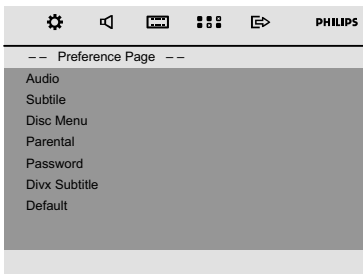 PHILIPS
-- Preference Page --
Audio
Subtile
Disc Menu
Parental
Password
Divx Subtitle
Default